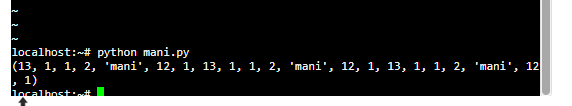 ~
~
~
localhost:~# python mani.py
(13, 1, 1, 2, 'mani', 12, 1, 13, 1, 1, 2, 'mani', 12, 1, 13, 1, 1, 2, 'mani', 12
, 1)
localhost:~#